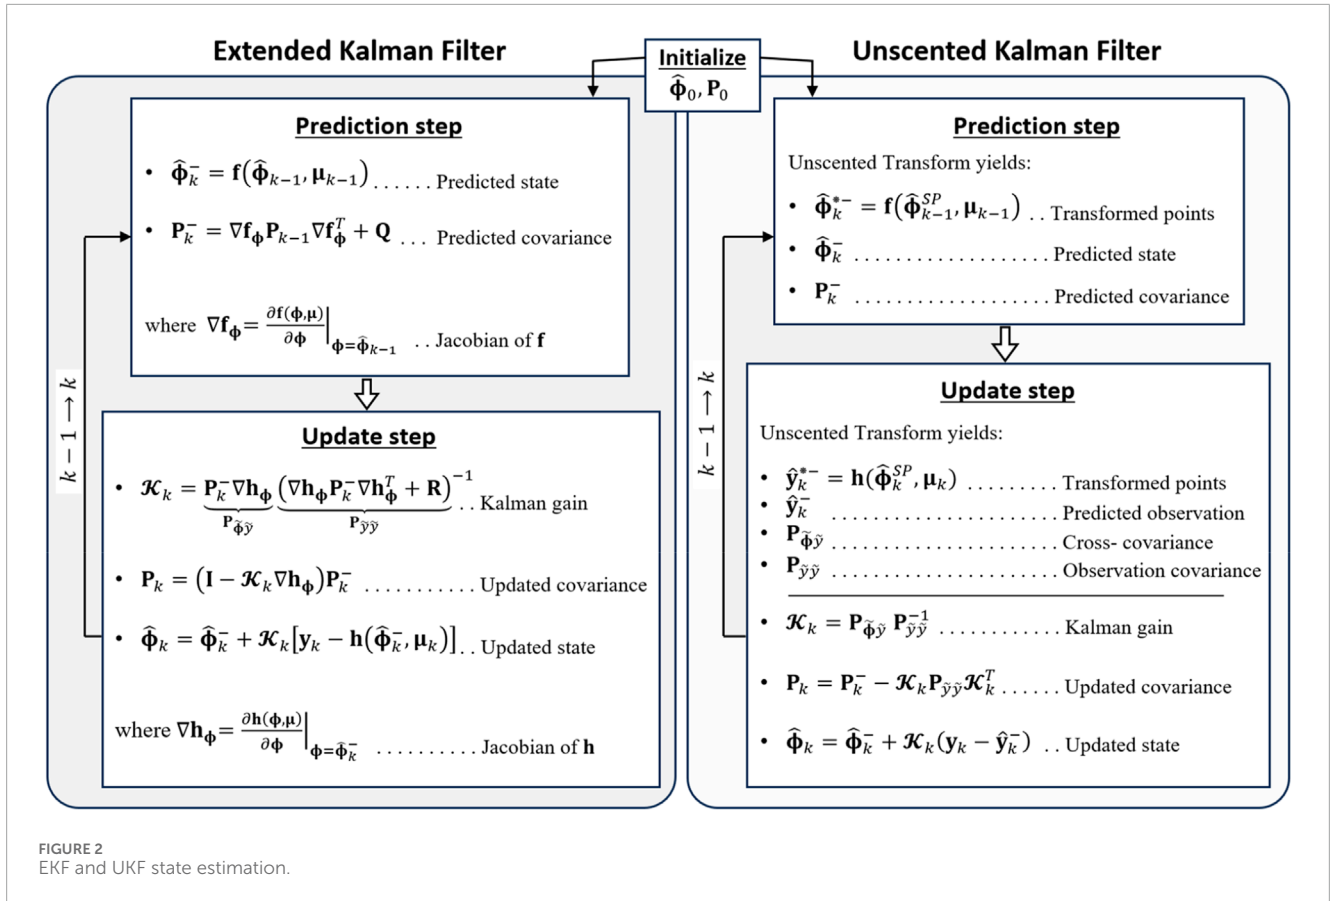 Extended Kalman Filter
Initialize
Φ̂₀, P₀
Unscented Kalman Filter
Prediction step
• Φ̂ₖ⁻ = f(Φ̂ₖ₋₁, μₖ₋₁) ...... Predicted state
• Pₖ⁻ = ∇f_Φ Pₖ₋₁ ∇f_Φ^T + Q ... Predicted covariance
where ∇f_Φ = ∂f(Φ,μ)/∂Φ |_Φ=Φ̂ₖ₋₁ .. Jacobian of f
k − 1 → k
Update step
• 𝓚ₖ = Pₖ⁻∇h_Φ (∇h_Φ Pₖ⁻ ∇h_Φ^T + R)⁻¹ .. Kalman gain
P_Φ̃ỹ P_ỹỹ
• Pₖ = (I − 𝓚ₖ∇h_Φ)Pₖ⁻ ........... Updated covariance
• Φ̂ₖ = Φ̂ₖ⁻ + 𝓚ₖ[yₖ − h(Φ̂ₖ⁻, μₖ)] .. Updated state
where ∇h_Φ = ∂h(Φ,μ)/∂Φ |_Φ=Φ̂ₖ⁻ .......... Jacobian of h
Prediction step
Unscented Transform yields:
• Φ̂ₖ^*⁻ = f(Φ̂ₖ₋₁^SP, μₖ₋₁) .. Transformed points
• Φ̂ₖ⁻ ................... Predicted state
• Pₖ⁻ ................... Predicted covariance
k − 1 → k
Update step
Unscented Transform yields:
• ŷₖ^*⁻ = h(Φ̂ₖ^SP, μₖ) ......... Transformed points
• ŷₖ⁻ ...................... Predicted observation
• P_Φ̃ỹ ...................... Cross- covariance
• P_ỹỹ ...................... Observation covariance
• 𝓚ₖ = P_Φ̃ỹ P_ỹỹ⁻¹ ............ Kalman gain
• Pₖ = Pₖ⁻ − 𝓚ₖP_ỹỹ𝓚ₖ^T ...... Updated covariance
• Φ̂ₖ = Φ̂ₖ⁻ + 𝓚ₖ(yₖ − ŷₖ⁻) .. Updated state
FIGURE 2
EKF and UKF state estimation.